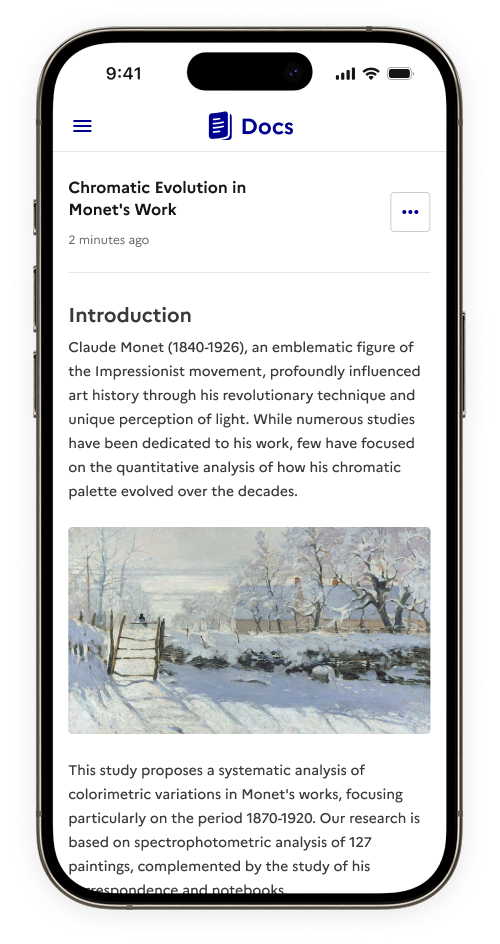 9:41
Docs
Chromatic Evolution in
Monet's Work
2 minutes ago
Introduction
Claude Monet (1840-1926), an emblematic figure of
the Impressionist movement, profoundly influenced
art history through his revolutionary technique and
unique perception of light. While numerous studies
have been dedicated to his work, few have focused
on the quantitative analysis of how his chromatic
palette evolved over the decades.
This study proposes a systematic analysis of
colorimetric variations in Monet's works, focusing
particularly on the period 1870-1920. Our research is
based on spectrophotometric analysis of 127
paintings, complemented by the study of his
correspondence and notebooks.